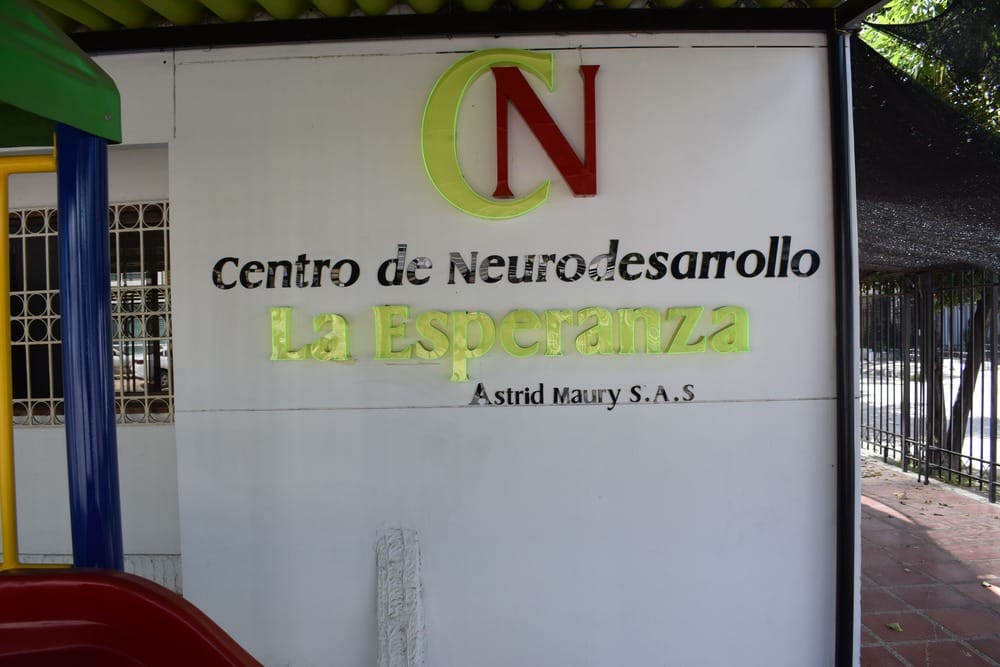 CN
Centro de Neurodesarrollo
La Esperanza
Astrid Maury S.A.S